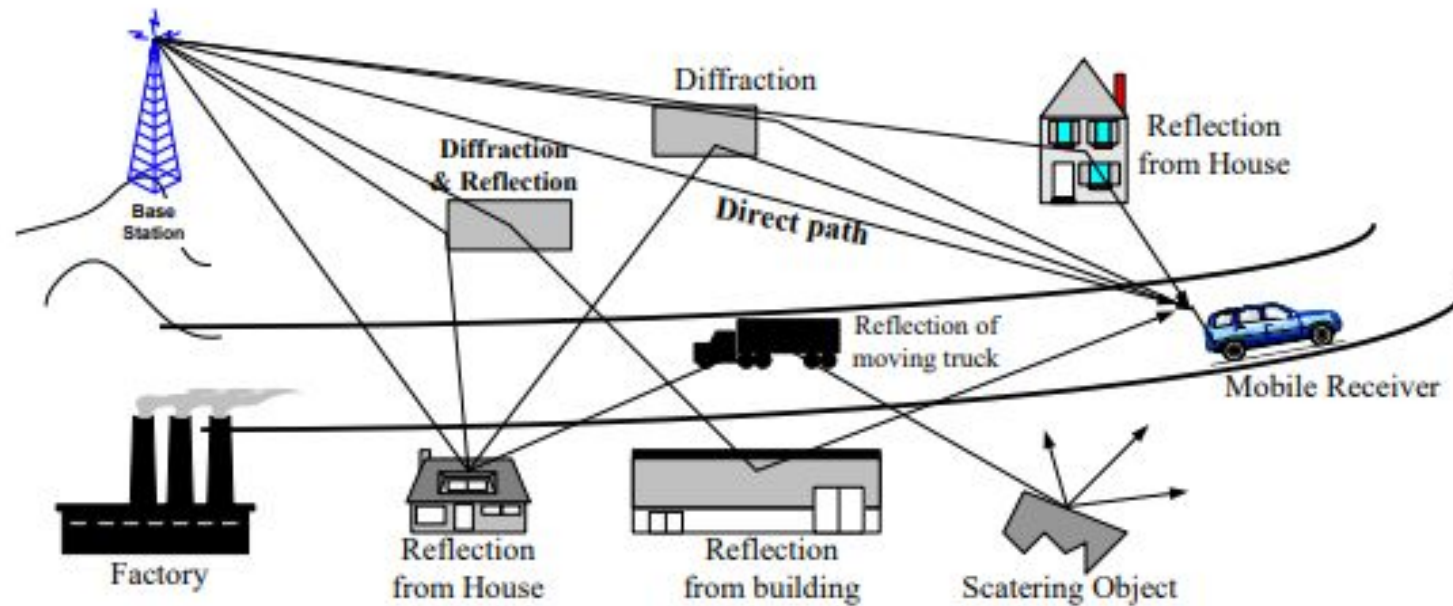 Diffraction
Reflection
from House
Diffraction
& Reflection
Base
Station
Direct path
Reflection of
moving truck
Mobile Receiver
Factory
Reflection
from House
Reflection
from building
Scatering Object